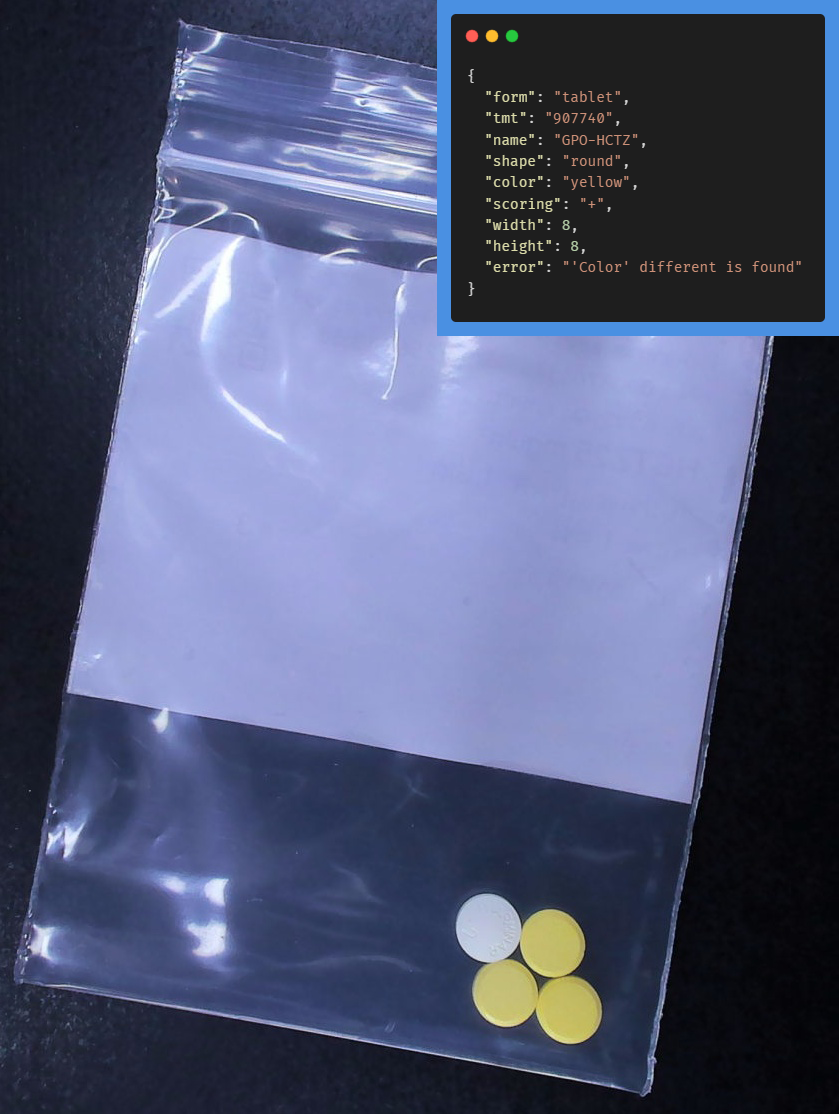 {
  "form": "tablet",
  "tmt": "907740",
  "name": "GPO-HCTZ",
  "shape": "round",
  "color": "yellow",
  "scoring": "+",
  "width": 8,
  "height": 8,
  "error": "'Color' different is found"
}